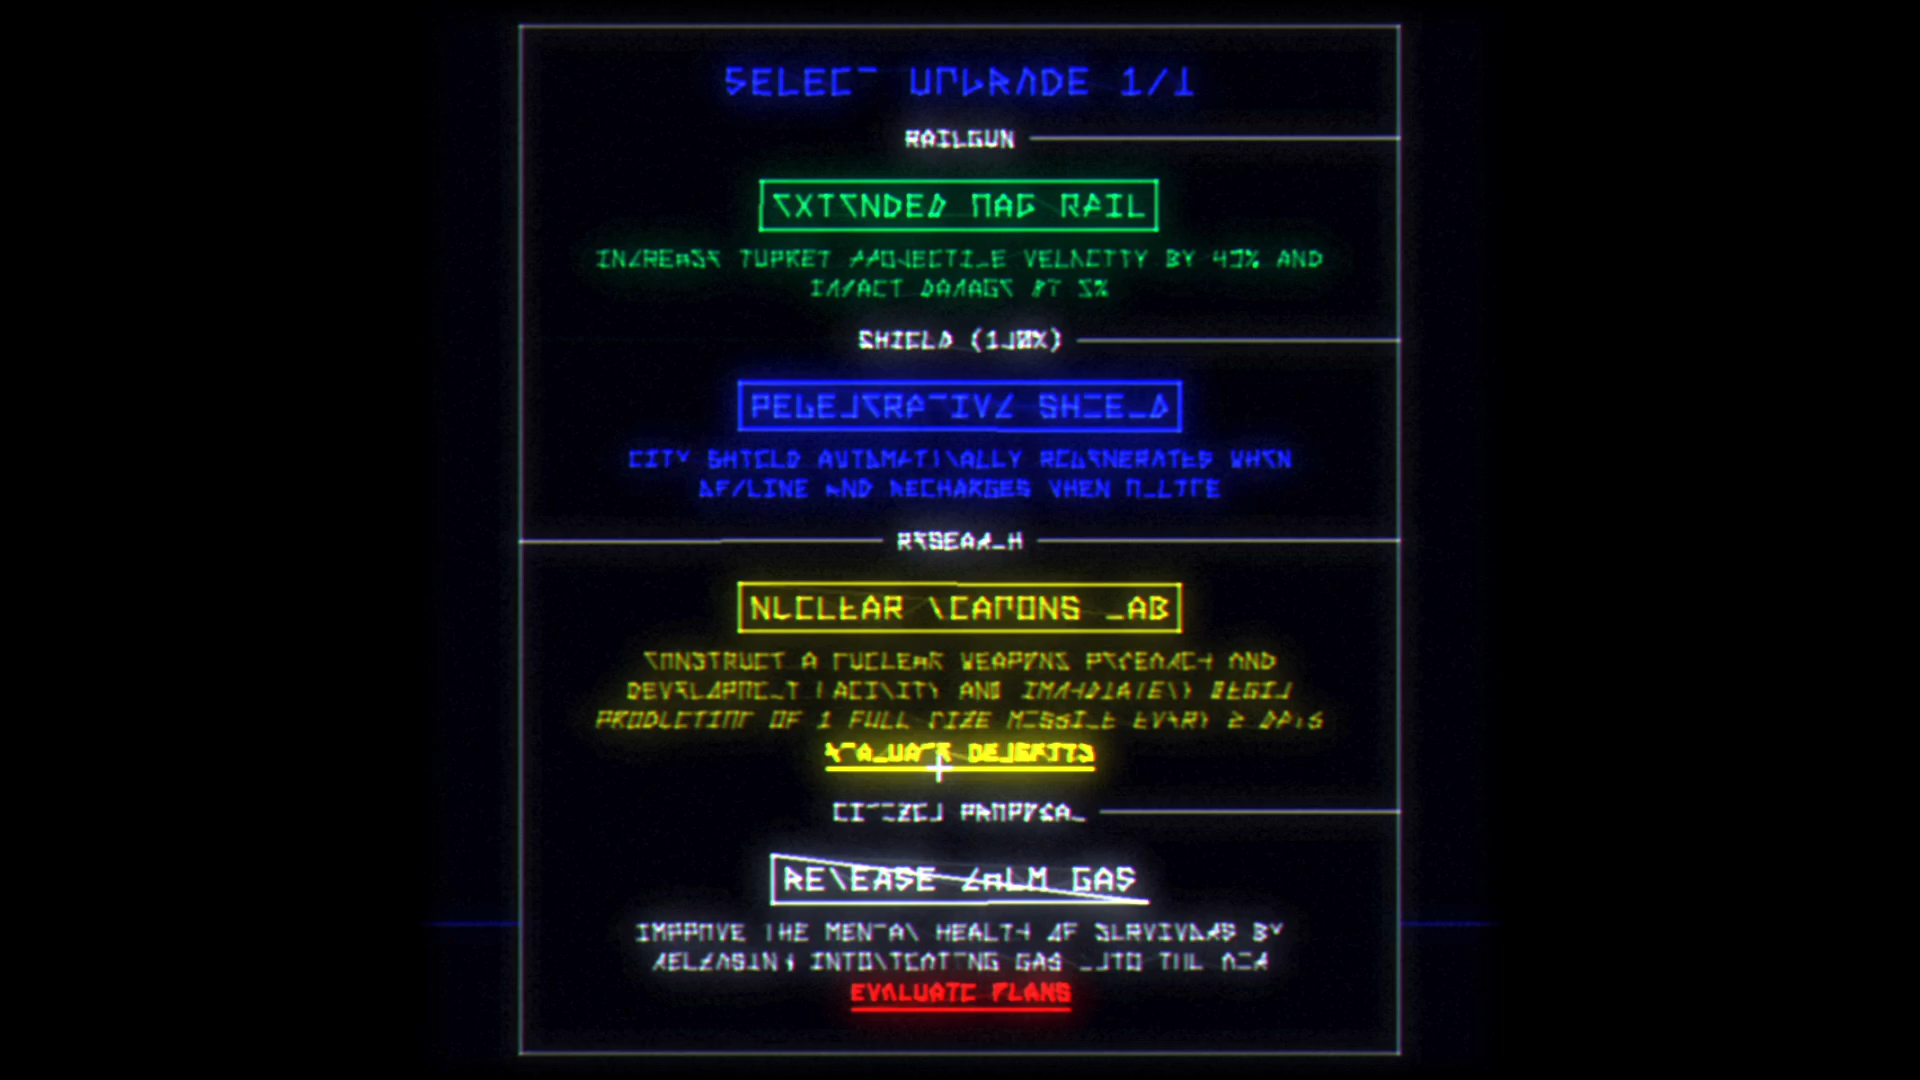 SELECT UPGRADE 1/1
RAILGUN
EXTENDED MAG RAIL
INCREASE TURRET PROJECTILE VELOCITY BY 40% AND
IMPACT DAMAGE BY 5%
SHIELD (100%)
REGENERATIVE SHIELD
CITY SHIELD AUTOMATICALLY REGENERATES WHEN
OFFLINE AND RECHARGES WHEN ONLINE
RESEARCH
NUCLEAR WEAPONS LAB
CONSTRUCT A NUCLEAR WEAPONS RESEARCH AND
DEVELOPMENT FACILITY AND IMMEDIATELY BEGIN
PRODUCTION OF 1 FULL SIZE MISSILE EVERY 2 DAYS
EVALUATE BENEFITS
CITIZEN PROPOSAL
RELEASE CALM GAS
IMPROVE THE MENTAL HEALTH OF SURVIVORS BY
RELEASING INTOXICATING GAS INTO THE AIR
EVALUATE PLANS